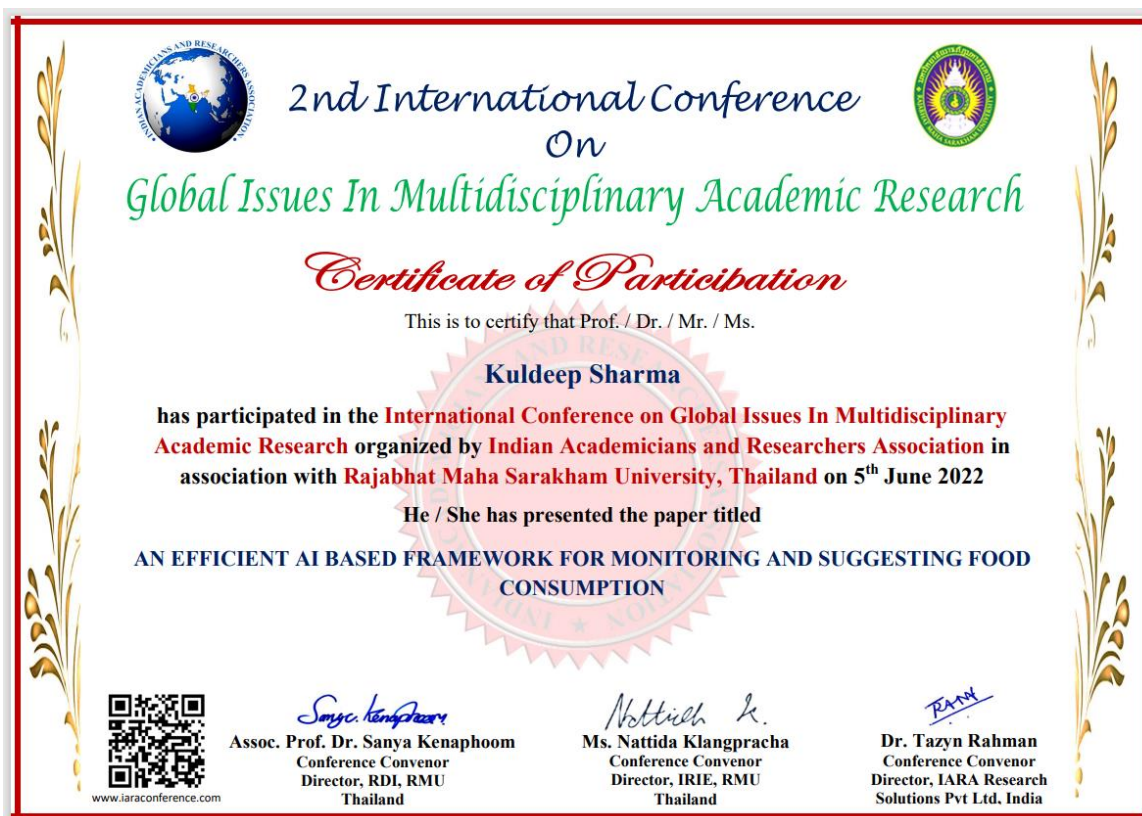 INDIAN ACADEMICIANS AND RESEARCHERS ASSOCIATION
2nd International Conference
On
Global Issues In Multidisciplinary Academic Research
Certificate of Participation
This is to certify that Prof. / Dr. / Mr. / Ms.
Kuldeep Sharma
has participated in the International Conference on Global Issues In Multidisciplinary
Academic Research organized by Indian Academicians and Researchers Association in
association with Rajabhat Maha Sarakham University, Thailand on 5th June 2022
He / She has presented the paper titled
AN EFFICIENT AI BASED FRAMEWORK FOR MONITORING AND SUGGESTING FOOD
CONSUMPTION
Assoc. Prof. Dr. Sanya Kenaphoom
Conference Convenor
Director, RDI, RMU
Thailand
Ms. Nattida Klangpracha
Conference Convenor
Director, IRIE, RMU
Thailand
Dr. Tazyn Rahman
Conference Convenor
Director, IARA Research
Solutions Pvt Ltd, India
www.iaraconference.com